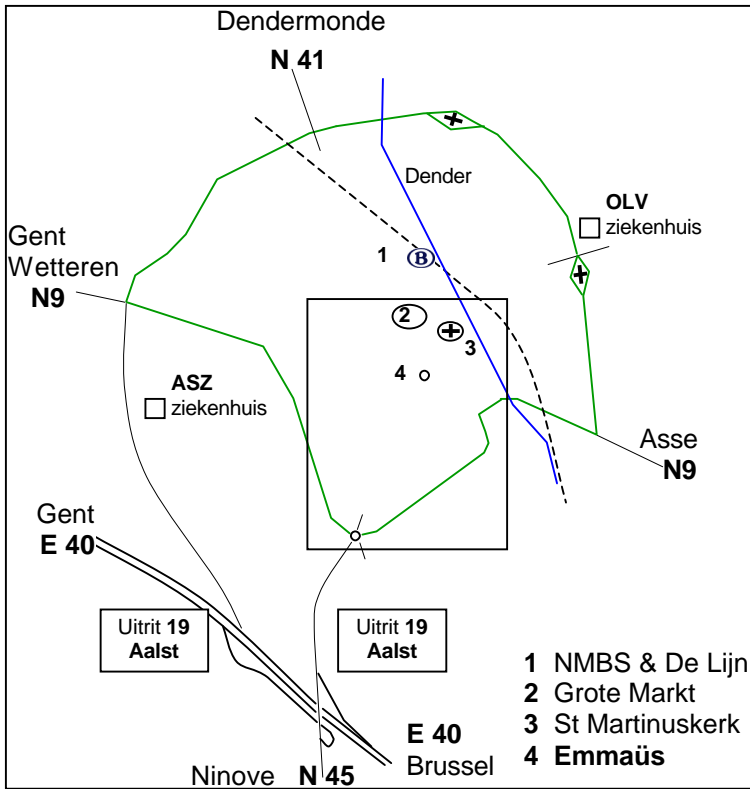 Dendermonde
N 41
Dender
OLV
ziekenhuis
Gent
Wetteren
N9
1
B
2
3
4
ASZ
ziekenhuis
Asse
N9
Gent
E 40
Uitrit 19
Aalst
Uitrit 19
Aalst
E 40
Brussel
Ninove N 45
1 NMBS & De Lijn
2 Grote Markt
3 St Martinuskerk
4 Emmaüs